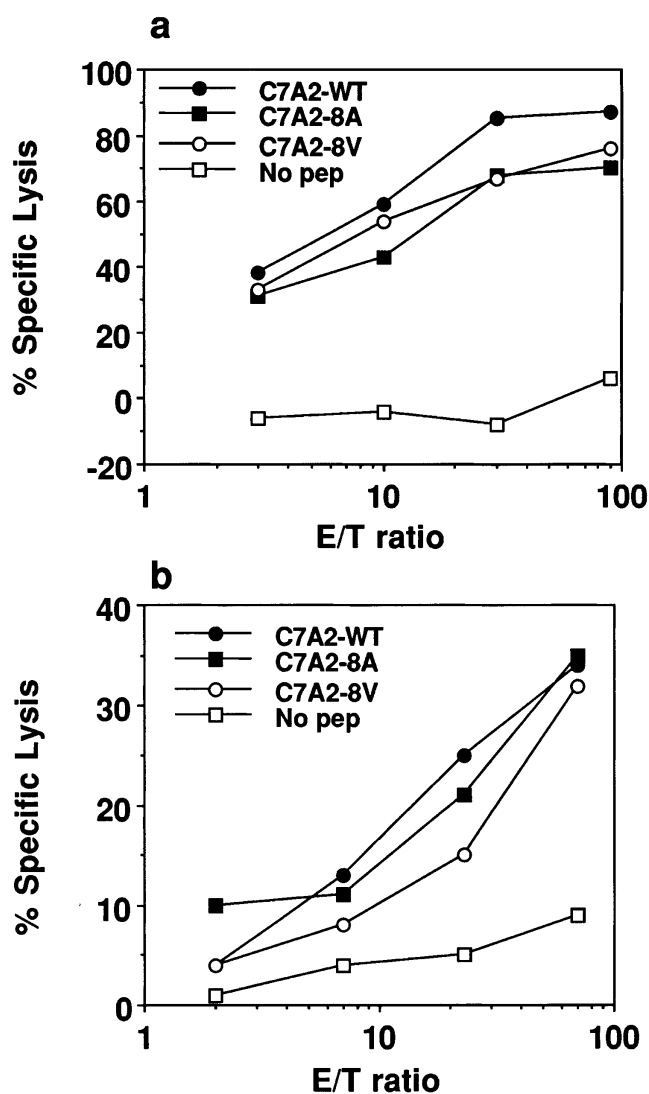 a
100
80
60
40
20
0
-20
% Specific Lysis
C7A2-WT
C7A2-8A
C7A2-8V
No pep
1 10 100
E/T ratio
b
40
30
20
10
0
% Specific Lysis
C7A2-WT
C7A2-8A
C7A2-8V
No pep
1 10 100
E/T ratio